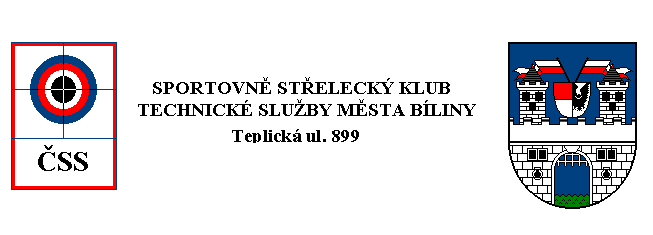 SPORTOVNĚ STŘELECKÝ KLUB
TECHNICKÉ SLUŽBY MĚSTA BÍLINY
Teplická ul. 899
ČSS